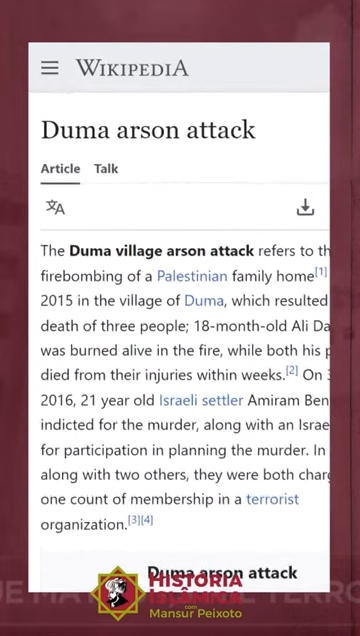 WIKIPEDIA
Duma arson attack
Article Talk
The Duma village arson attack refers to th
firebombing of a Palestinian family home[1]
2015 in the village of Duma, which resulted
death of three people; 18-month-old Ali Da
was burned alive in the fire, while both his p
died from their injuries within weeks.[2] On 3
2016, 21 year old Israeli settler Amiram Ben
indicted for the murder, along with an Israe
for participation in planning the murder. In
along with two others, they were both charg
one count of membership in a terrorist
organization.[3][4]
Duma arson attack
HISTÓRIA
ISLÂMICA
com
Mansur Peixoto